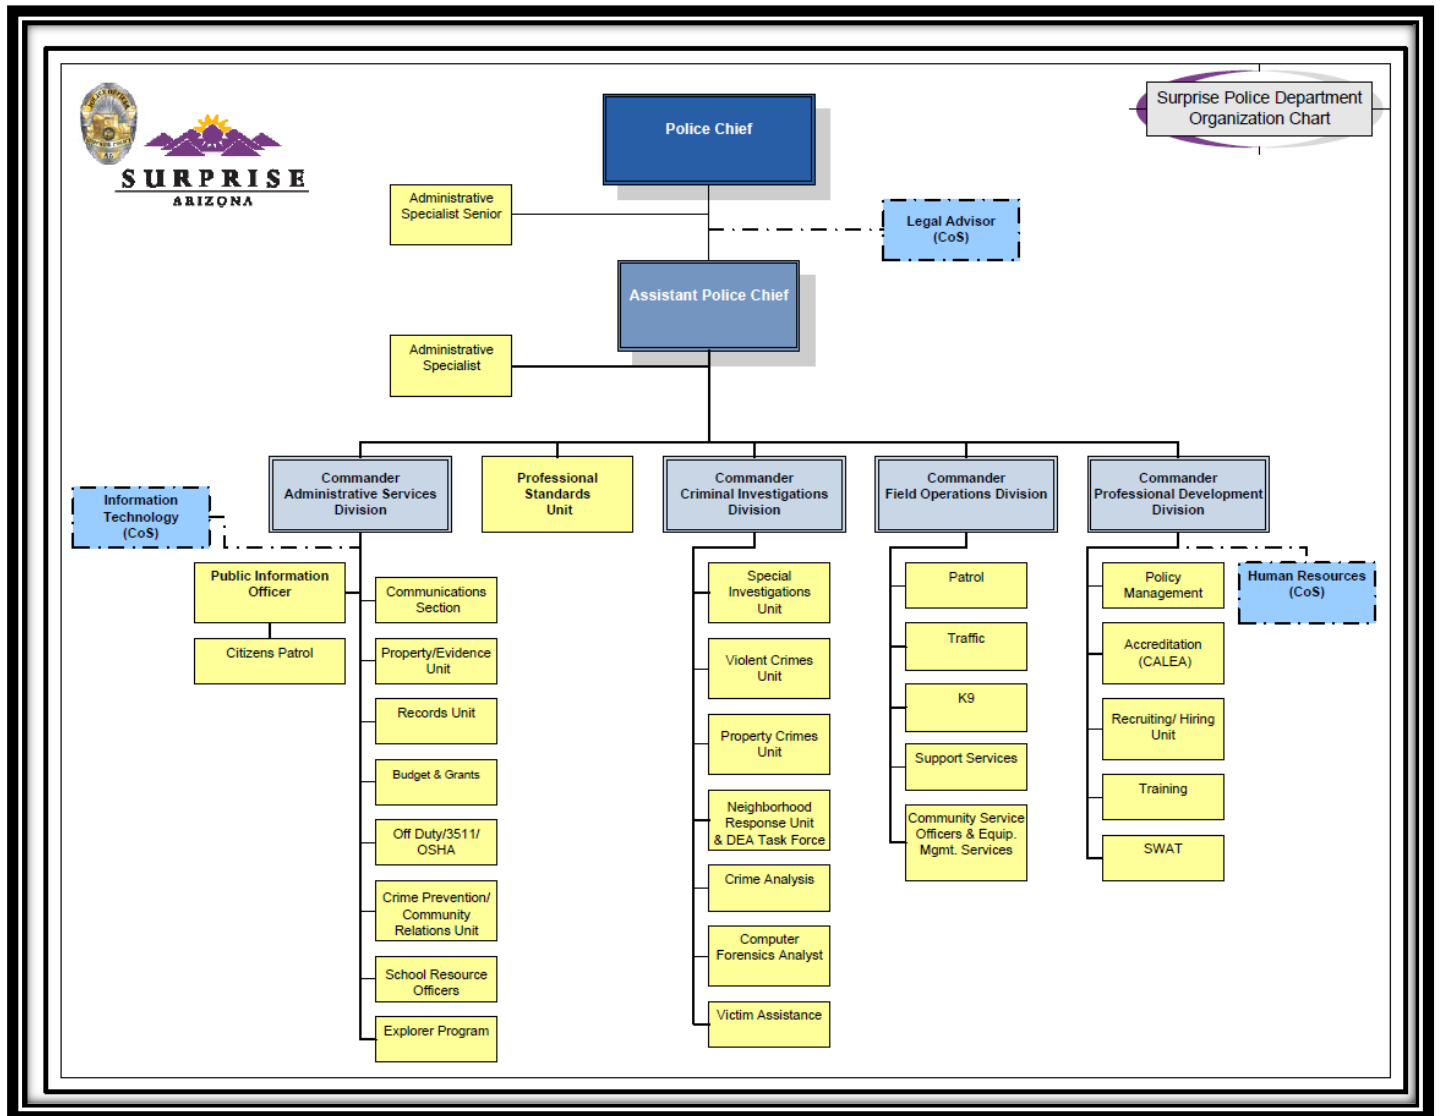 Surprise Police Department
Organization Chart
POLICE OFFICER
SURPRISE
ARIZONA
Police Chief
Administrative
Specialist Senior
Legal Advisor
(CoS)
Assistant Police Chief
Administrative
Specialist
Commander
Administrative Services
Division
Professional
Standards
Unit
Commander
Criminal Investigations
Division
Commander
Field Operations Division
Commander
Professional Development
Division
Information
Technology
(CoS)
Public Information
Officer
Citizens Patrol
Communications
Section
Property/Evidence
Unit
Records Unit
Budget & Grants
Off Duty/3511/
OSHA
Crime Prevention/
Community
Relations Unit
School Resource
Officers
Explorer Program
Special
Investigations
Unit
Violent Crimes
Unit
Property Crimes
Unit
Neighborhood
Response Unit
& DEA Task Force
Crime Analysis
Computer
Forensics Analyst
Victim Assistance
Patrol
Traffic
K9
Support Services
Community Service
Officers & Equip.
Mgmt. Services
Policy
Management
Accreditation
(CALEA)
Recruiting/ Hiring
Unit
Training
SWAT
Human Resources
(CoS)